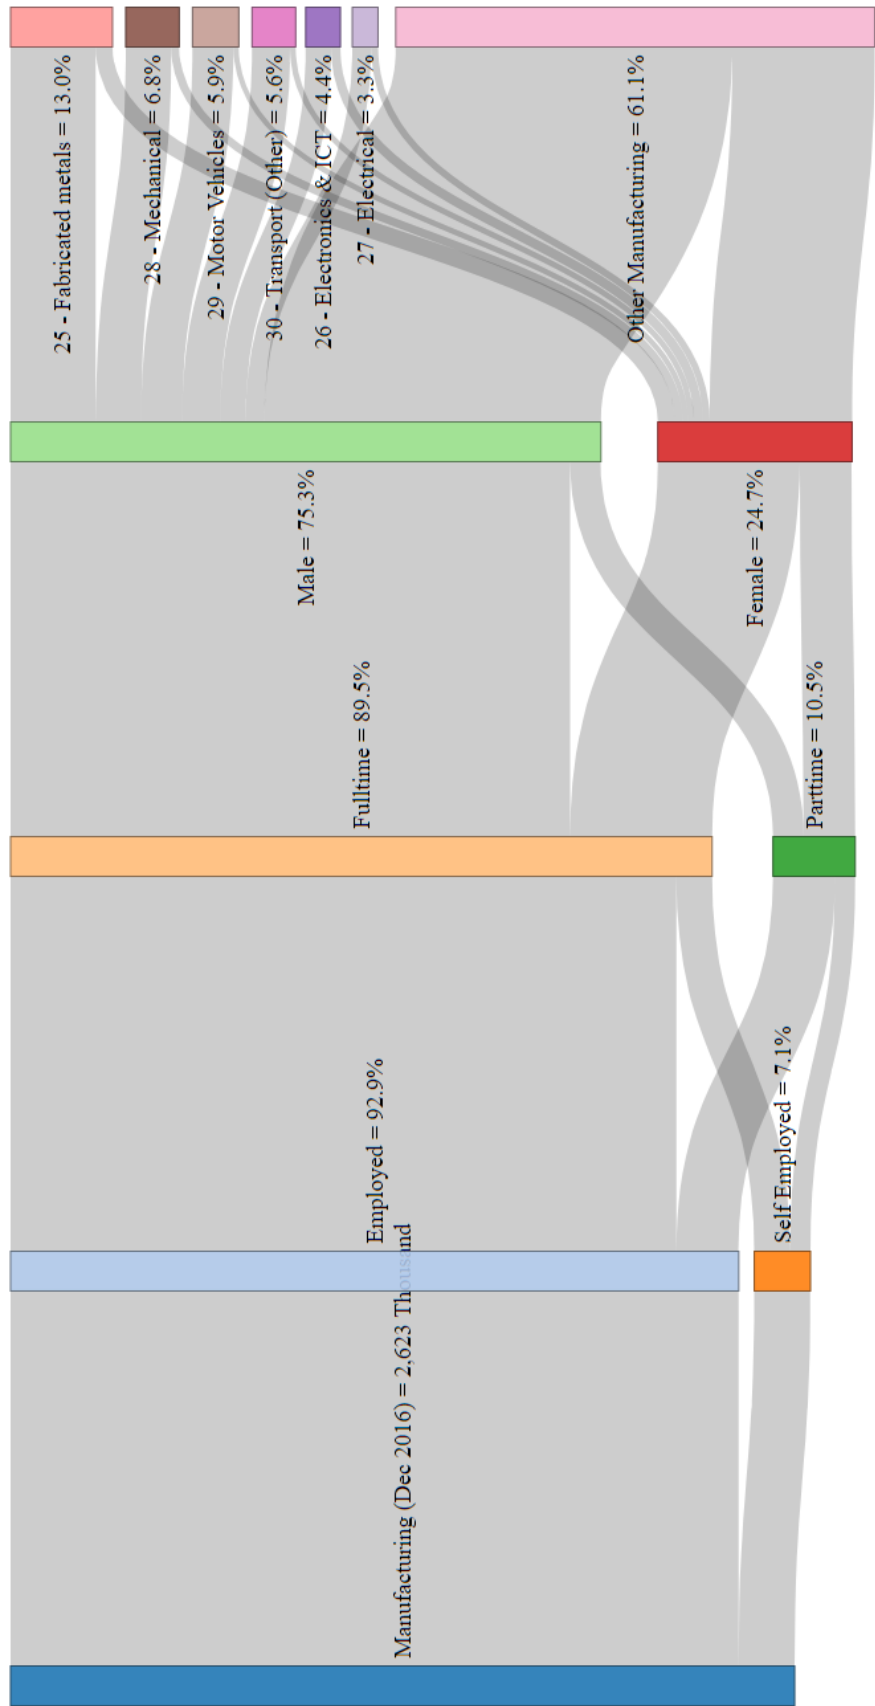 Manufacturing (Dec 2016) = 2,623 Thousand
Employed = 92.9%
Self Employed = 7.1%
Fulltime = 89.5%
Parttime = 10.5%
Male = 75.3%
Female = 24.7%
25 - Fabricated metals = 13.0%
28 - Mechanical = 6.8%
29 - Motor Vehicles = 5.9%
30 - Transport (Other) = 5.6%
26 - Electronics & ICT = 4.4%
27 - Electrical = 3.3%
Other Manufacturing = 61.1%